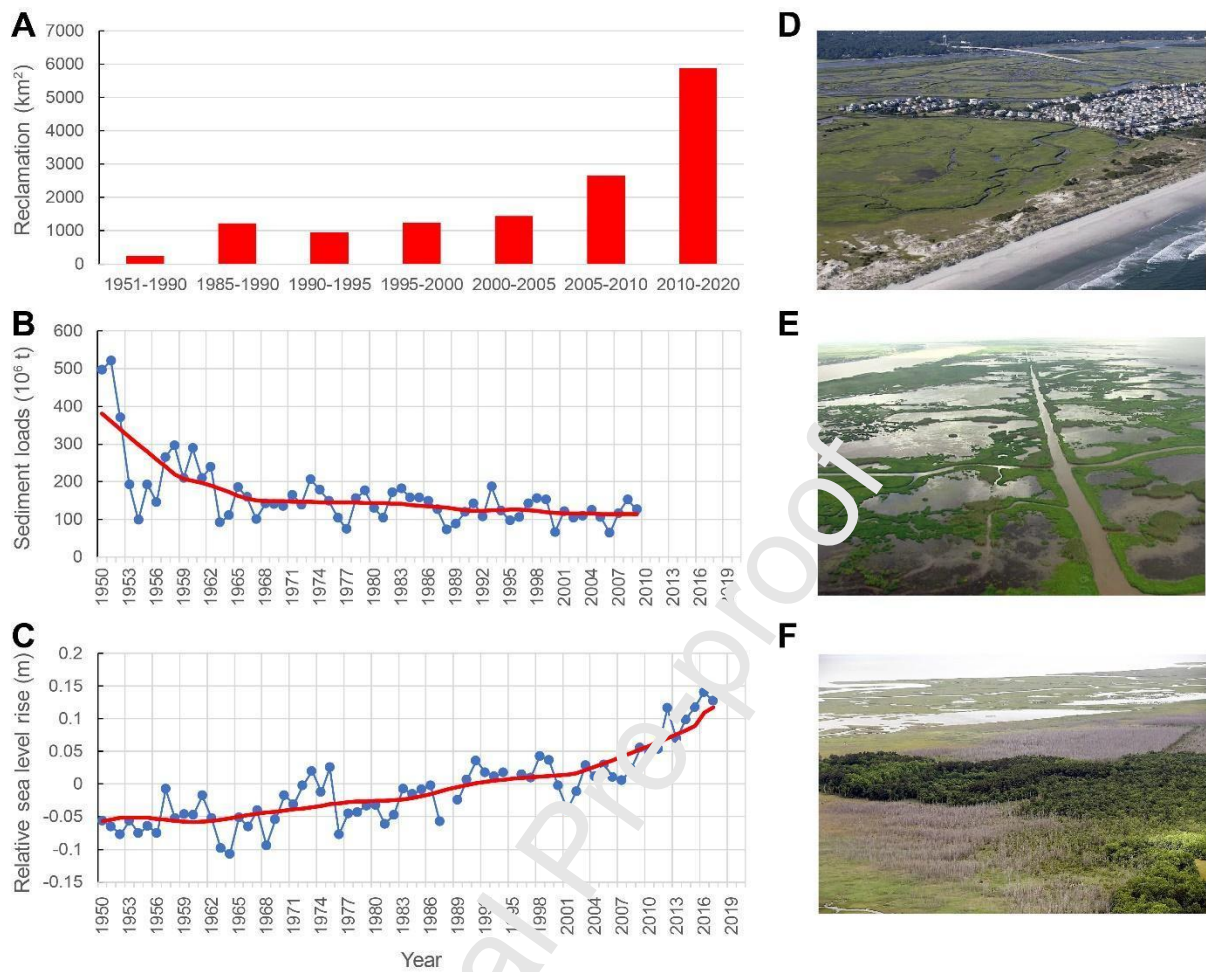 A
Reclamation (km²)
7000
6000
5000
4000
3000
2000
1000
0
1951-1990 1985-1990 1990-1995 1995-2000 2000-2005 2005-2010 2010-2020
D
B
Sediment loads (10⁶ t)
600
500
400
300
200
100
0
1950 1953 1956 1959 1962 1965 1968 1971 1974 1977 1980 1983 1986 1989 1992 1995 1998 2001 2004 2007 2010 2013 2016 2019
E
C
Relative sea level rise (m)
0.2
0.15
0.1
0.05
0
-0.05
-0.1
-0.15
1950 1953 1956 1959 1962 1965 1968 1971 1974 1977 1980 1983 1986 1989 1992 1995 1998 2001 2004 2007 2010 2013 2016 2019
Year
F
al Pre-proof